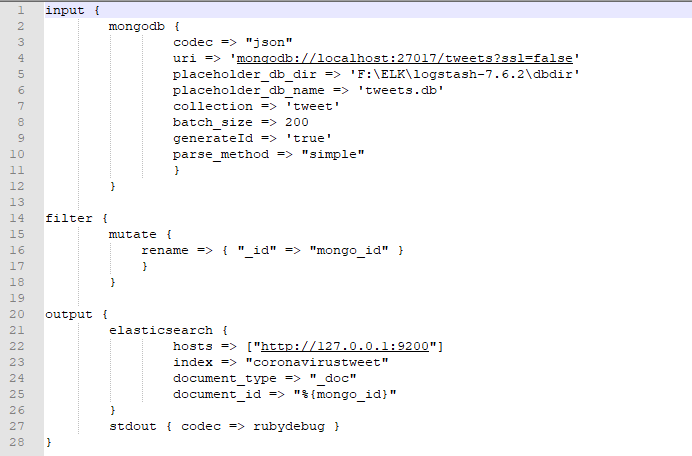 1 input {
2 mongodb {
3 codec => "json"
4 uri => 'mongodb://localhost:27017/tweets?ssl=false'
5 placeholder_db_dir => 'F:\ELK\logstash-7.6.2\dbdir'
6 placeholder_db_name => 'tweets.db'
7 collection => 'tweet'
8 batch_size => 200
9 generateId => 'true'
10 parse_method => "simple"
11 }
12 }
13
14 filter {
15 mutate {
16 rename => { "_id" => "mongo_id" }
17 }
18 }
19
20 output {
21 elasticsearch {
22 hosts => ["http://127.0.0.1:9200"]
23 index => "coronavirustweet"
24 document_type => "_doc"
25 document_id => "%{mongo_id}"
26 }
27 stdout { codec => rubydebug }
28 }